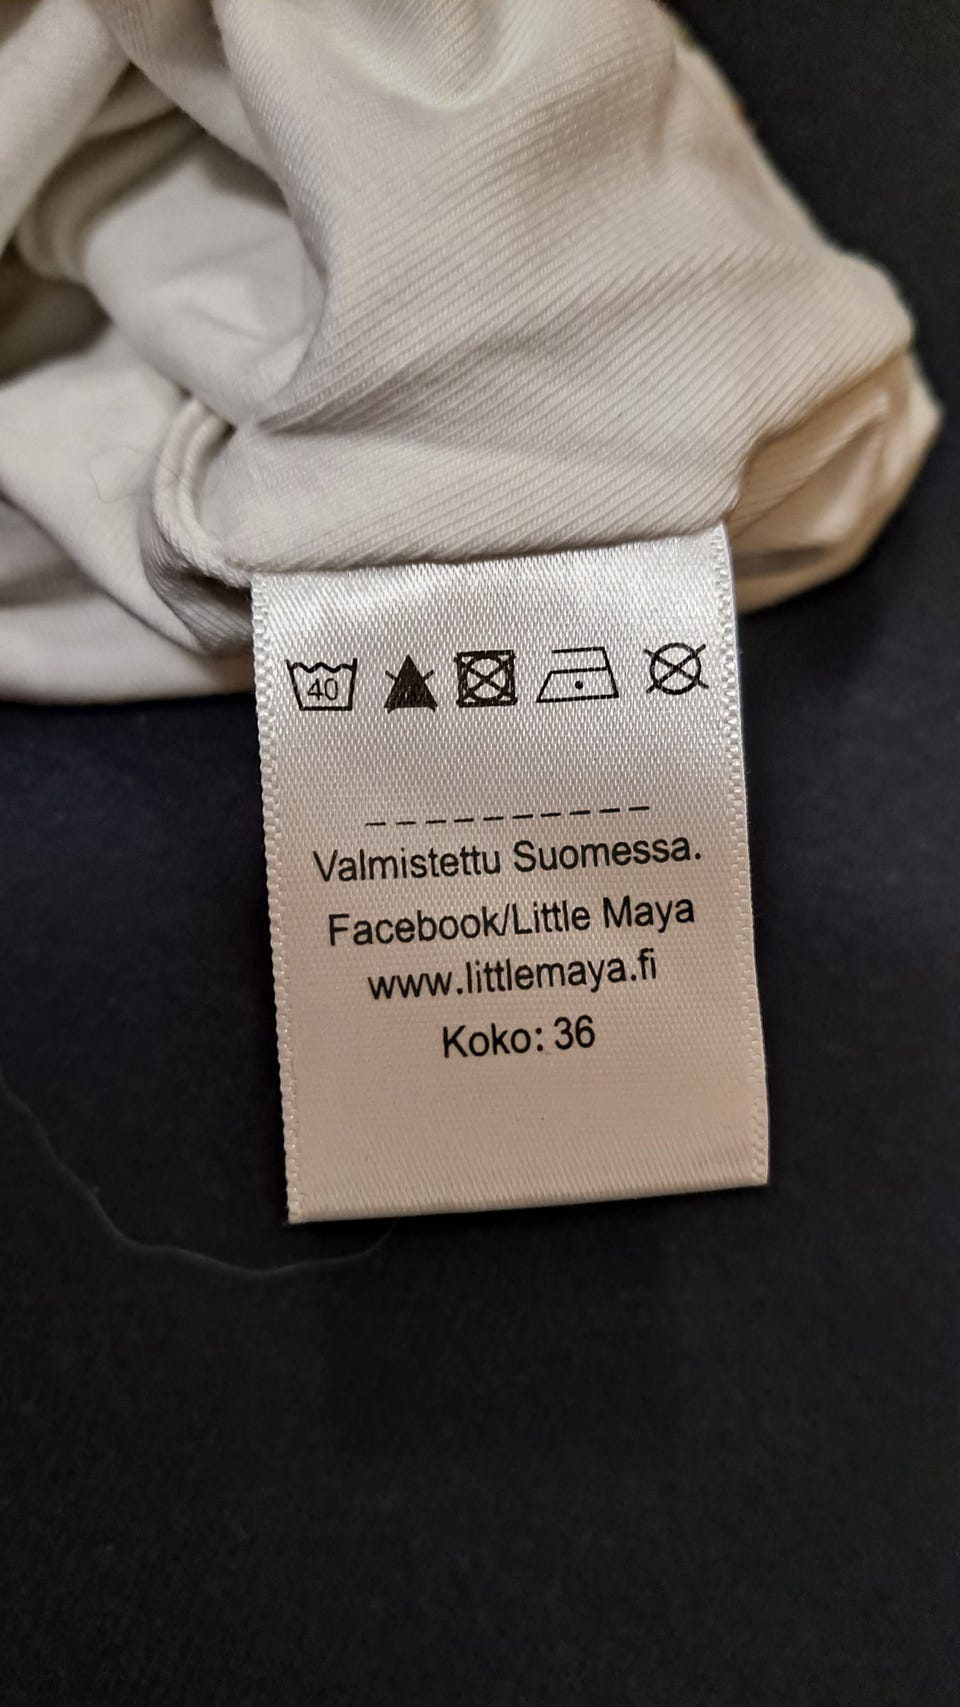 40
Valmistettu Suomessa.
Facebook/Little Maya
www.littlemaya.fi
Koko: 36